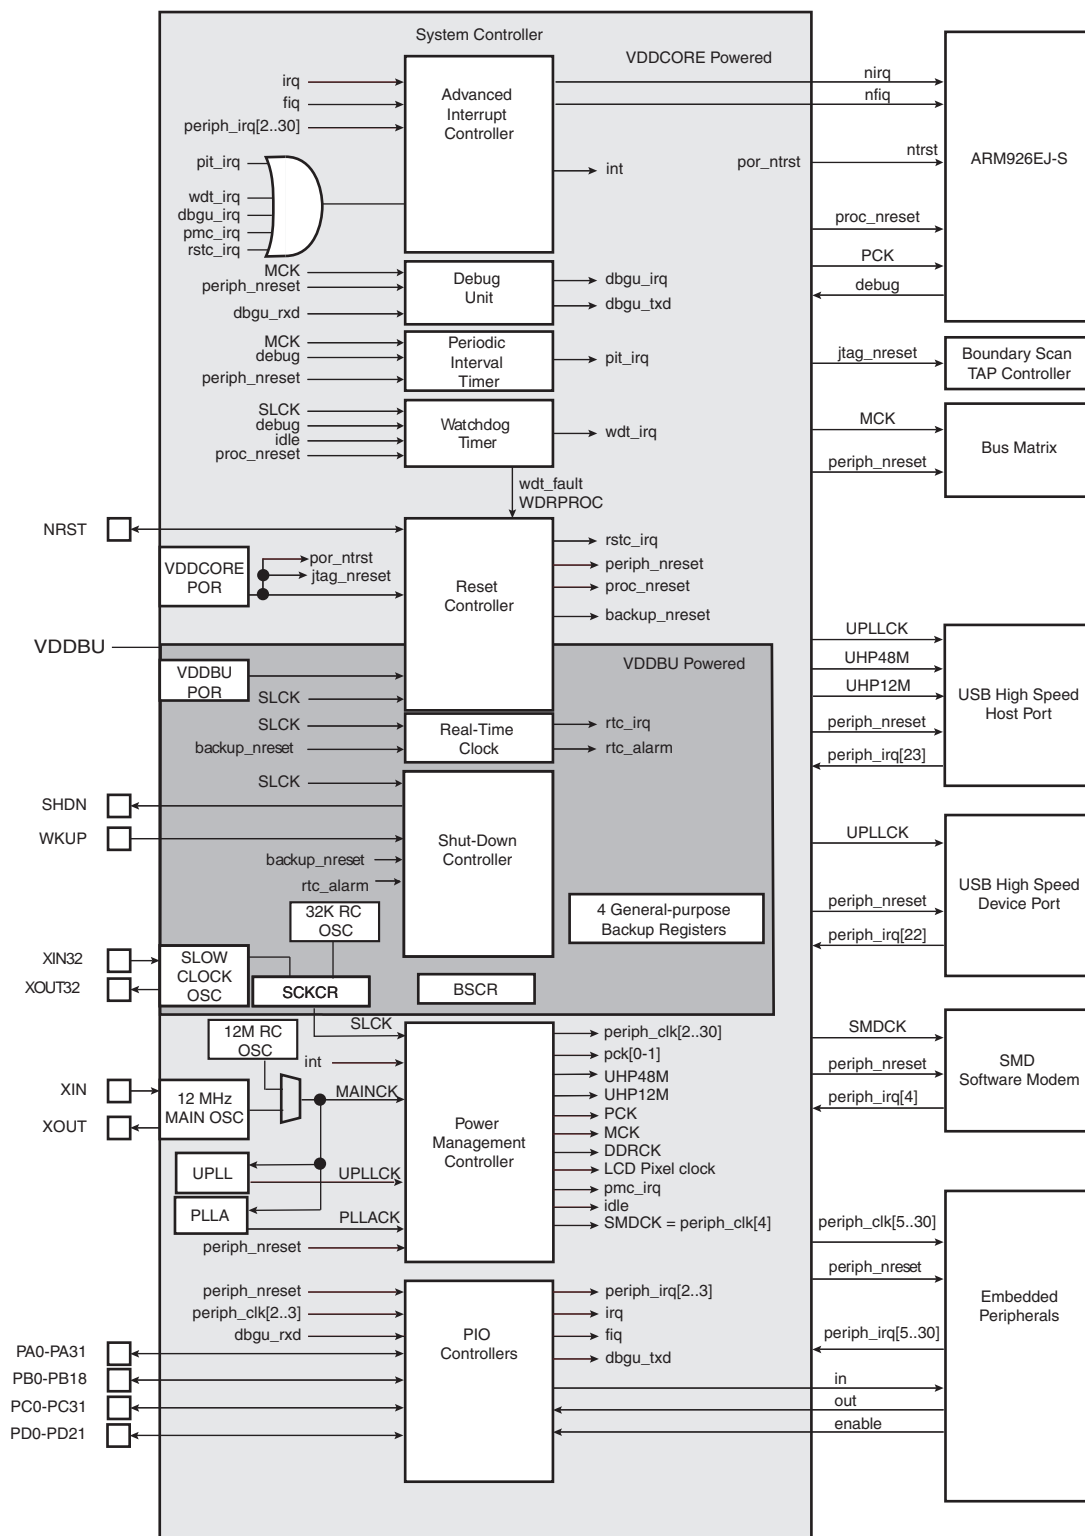 System Controller
VDDCORE Powered
irq
fiq
periph_irq[2..30]
pit_irq
wdt_irq
dbgu_irq
pmc_irq
rstc_irq
Advanced
Interrupt
Controller
int
nirq
nfiq
por_ntrst
ntrst
ARM926EJ-S
proc_nreset
PCK
debug
MCK
periph_nreset
dbgu_rxd
Debug
Unit
dbgu_irq
dbgu_txd
MCK
debug
periph_nreset
Periodic
Interval
Timer
pit_irq
jtag_nreset
Boundary Scan
TAP Controller
SLCK
debug
idle
proc_nreset
Watchdog
Timer
wdt_irq
MCK
periph_nreset
Bus Matrix
wdt_fault
WDRPROC
NRST
VDDCORE
POR
por_ntrst
jtag_nreset
Reset
Controller
rstc_irq
periph_nreset
proc_nreset
backup_nreset
VDDBU
VDDBU Powered
VDDBU
POR
SLCK
UPLLCK
UHP48M
UHP12M
periph_nreset
periph_irq[23]
USB High Speed
Host Port
SLCK
backup_nreset
Real-Time
Clock
rtc_irq
rtc_alarm
SLCK
SHDN
WKUP
Shut-Down
Controller
backup_nreset
rtc_alarm
4 General-purpose
Backup Registers
UPLLCK
periph_nreset
periph_irq[22]
USB High Speed
Device Port
32K RC
OSC
XIN32
XOUT32
SLOW
CLOCK
OSC
SCKCR
BSCR
12M RC
OSC
SLCK
int
XIN
XOUT
12 MHz
MAIN OSC
MAINCK
UPLL
UPLLCK
PLLA
PLLACK
periph_nreset
Power
Management
Controller
periph_clk[2..30]
pck[0-1]
UHP48M
UHP12M
PCK
MCK
DDRCK
LCD Pixel clock
pmc_irq
idle
SMDCK = periph_clk[4]
SMDCK
periph_nreset
periph_irq[4]
SMD
Software Modem
periph_nreset
periph_clk[2..3]
dbgu_rxd
PA0-PA31
PB0-PB18
PC0-PC31
PD0-PD21
PIO
Controllers
periph_irq[2..3]
irq
fiq
dbgu_txd
periph_clk[5..30]
periph_nreset
periph_irq[5..30]
in
out
enable
Embedded
Peripherals